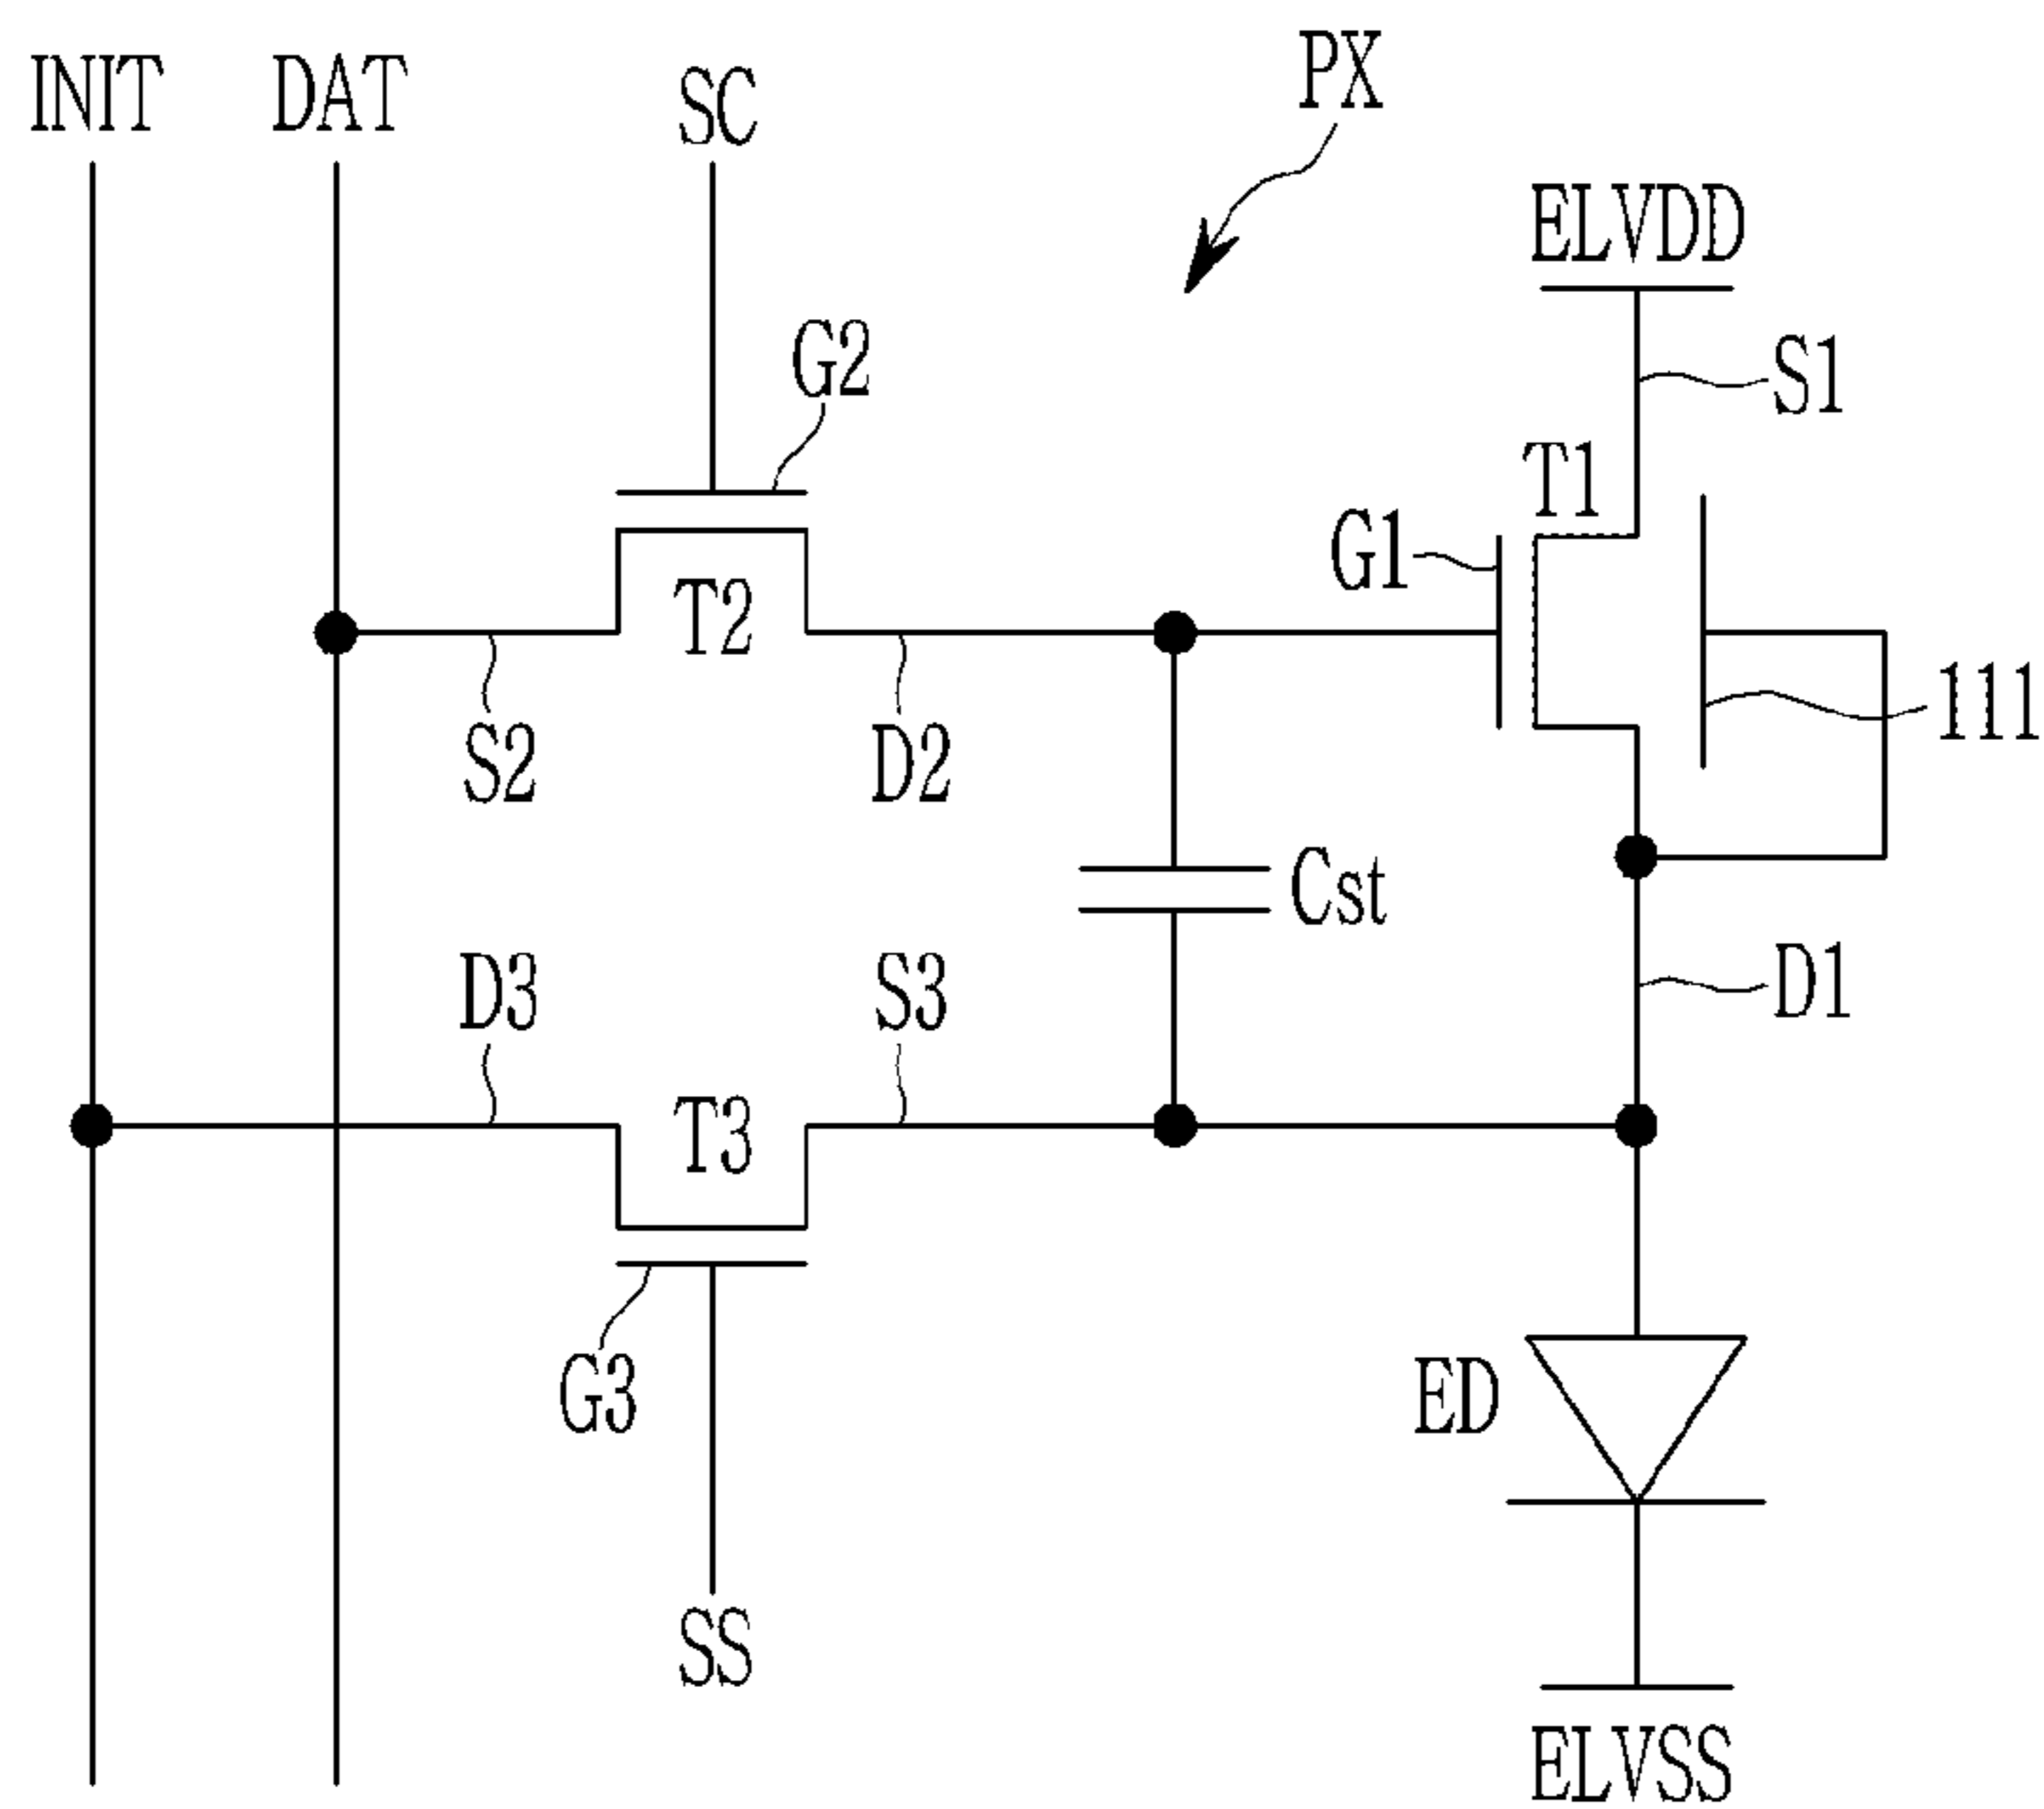 INIT
DAT
SC
PX
ELVDD
G2
S1
T1
G1
T2
111
S2
D2
Cst
D3
S3
D1
T3
ED
G3
SS
ELVSS